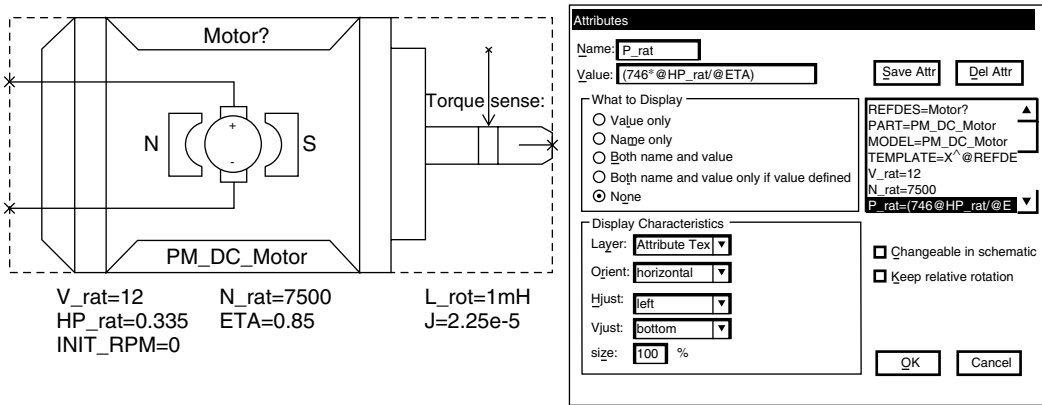 Motor?
Torque sense:
N
+
-
S
PM_DC_Motor
V_rat=12
N_rat=7500
L_rot=1mH
HP_rat=0.335
ETA=0.85
J=2.25e-5
INIT_RPM=0
Attributes
Name: P_rat
Value: (746*@HP_rat/@ETA)
Save Attr
Del Attr
What to Display
Value only
Name only
Both name and value
Both name and value only if value defined
None
REFDES=Motor?
PART=PM_DC_Motor
MODEL=PM_DC_Motor
TEMPLATE=X^@REFDE
V_rat=12
N_rat=7500
P_rat=(746@HP_rat/@E
Display Characteristics
Layer: Attribute Tex
Orient: horizontal
Hjust: left
Vjust: bottom
size: 100 %
Changeable in schematic
Keep relative rotation
OK
Cancel